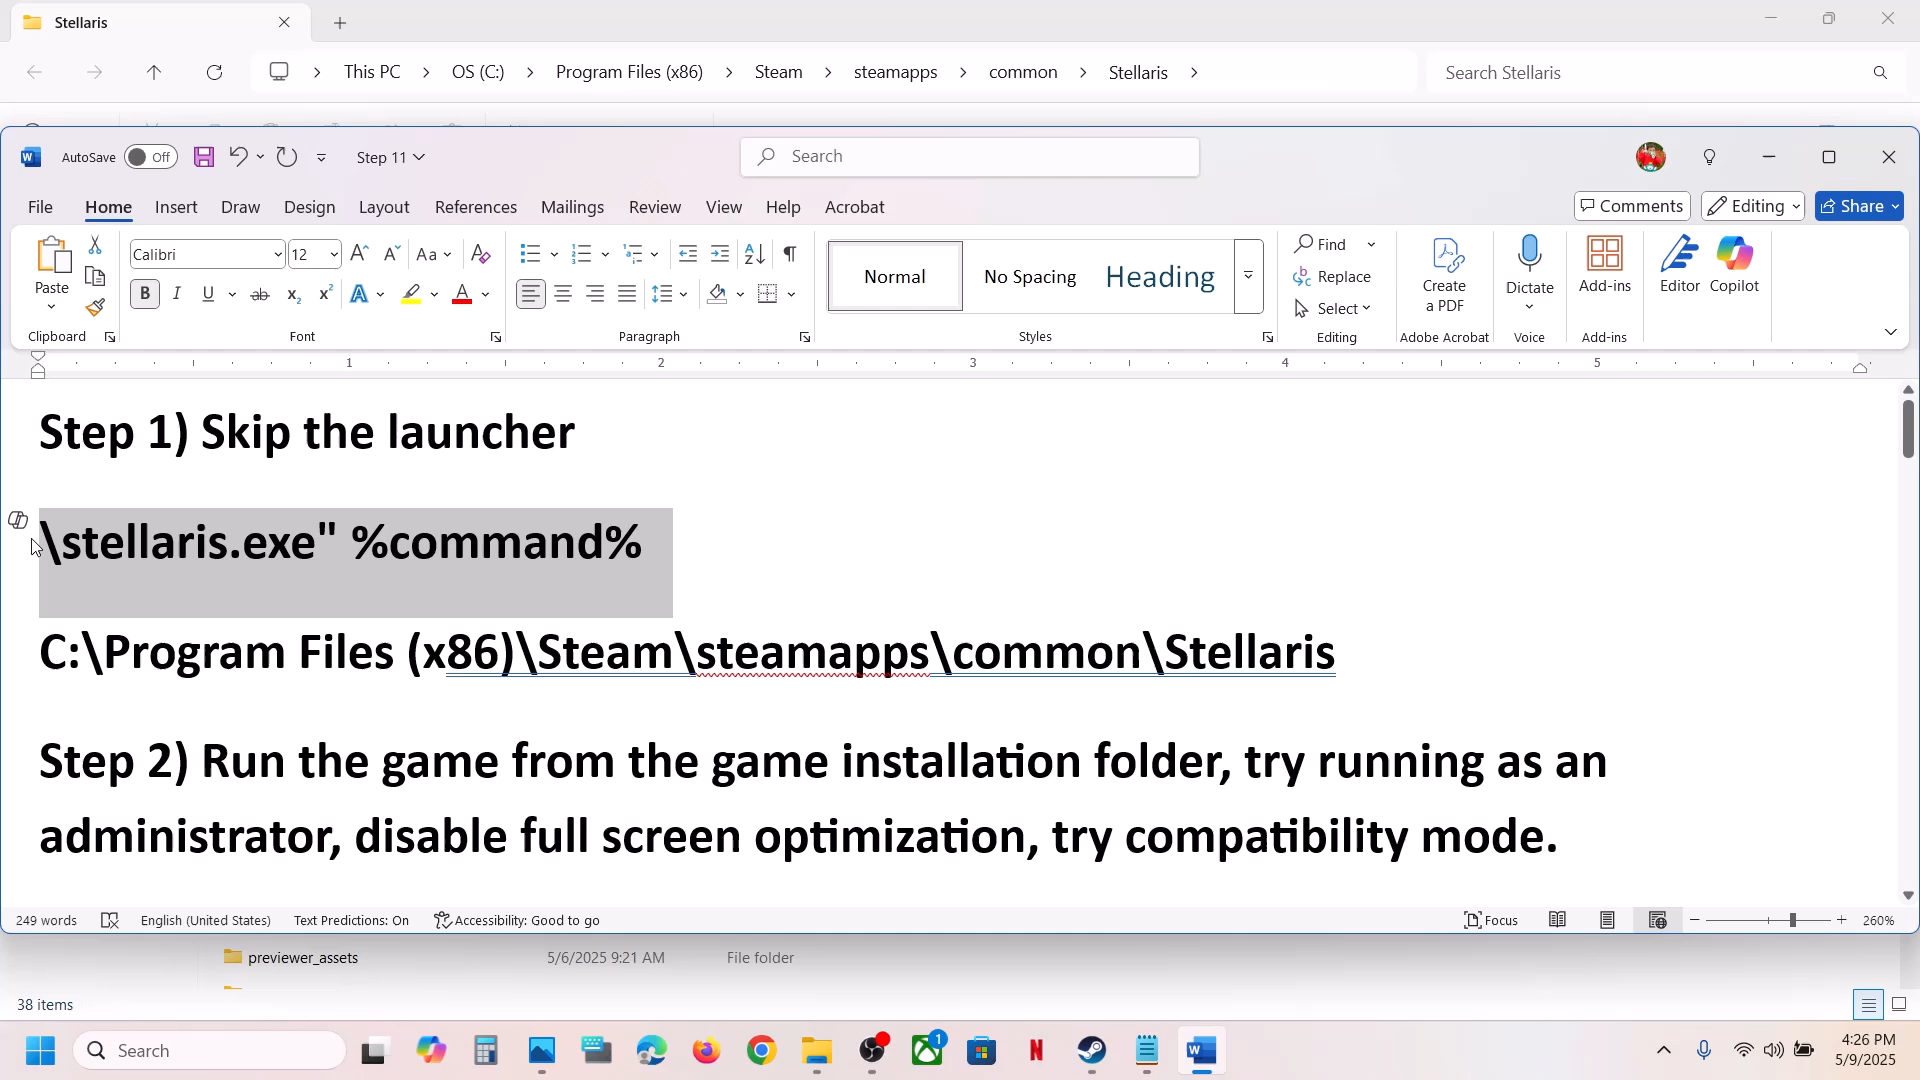 Stellaris
This PC > OS (C:) > Program Files (x86) > Steam > steamapps > common > Stellaris >
Search Stellaris
AutoSave Off
Step 11
Search
File Home Insert Draw Design Layout References Mailings Review View Help Acrobat
Comments Editing Share
Paste
Clipboard
Calibri 12
Font
Paragraph
Normal No Spacing Heading
Styles
Find
Replace
Select
Editing
Create
a PDF
Adobe Acrobat
Dictate
Voice
Add-ins
Add-ins
Editor Copilot
1 2 3 4 5
Step 1) Skip the launcher
\stellaris.exe" %command%
C:\Program Files (x86)\Steam\steamapps\common\Stellaris
Step 2) Run the game from the game installation folder, try running as an
administrator, disable full screen optimization, try compatibility mode.
249 words English (United States) Text Predictions: On Accessibility: Good to go Focus 260%
previewer_assets 5/6/2025 9:21 AM File folder
38 items
Search
1
4:26 PM
5/9/2025